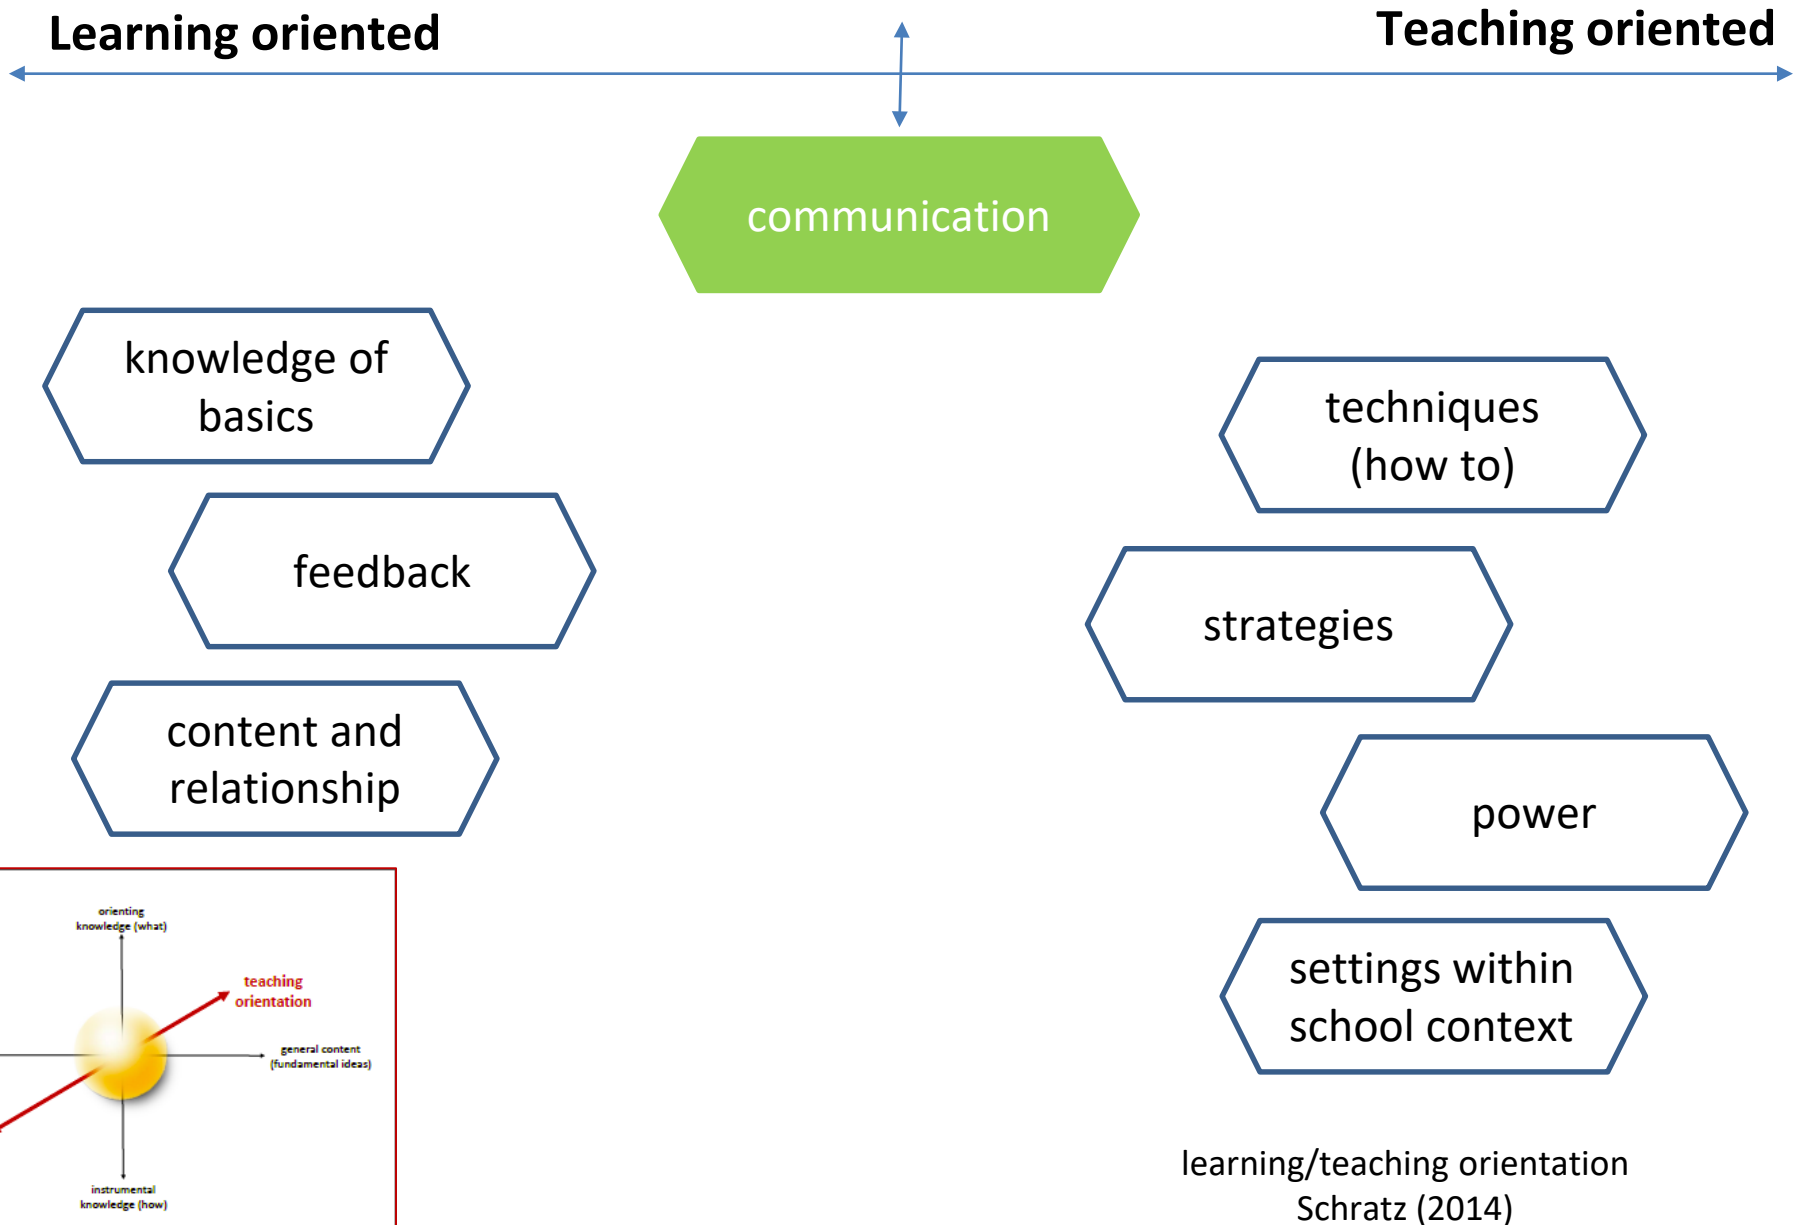 Learning oriented
Teaching oriented
communication
knowledge of
basics
techniques
(how to)
feedback
strategies
content and
relationship
power
settings within
school context
orienting
knowledge (what)
teaching
orientation
general content
(fundamental ideas)
instrumental
knowledge (how)
learning/teaching orientation
Schratz (2014)